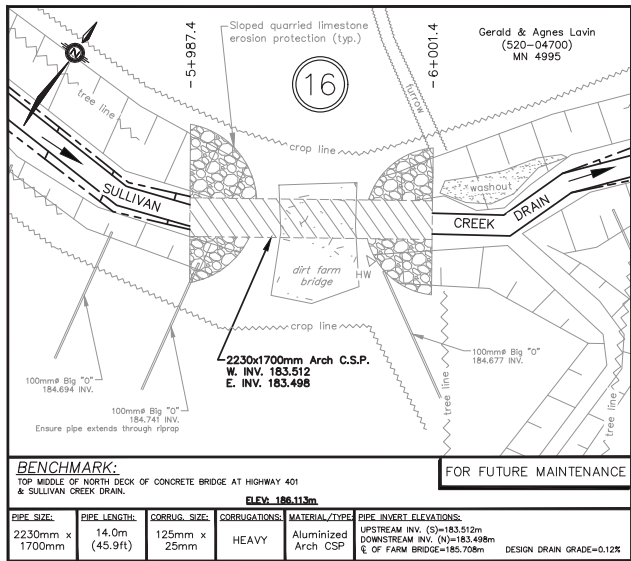 Sloped quarried limestone
erosion protection (typ.)
-5+987.4
-6+001.4
Gerald & Agnes Lavin
(520-04700)
MN 4995
N
16
tree line
furrow
crop line
washout
SULLIVAN
CREEK
DRAIN
dirt farm
bridge
HW
crop line
2230x1700mm Arch C.S.P.
W. INV. 183.512
E. INV. 183.498
100mmø Big "O"
184.694 INV.
100mmø Big "O"
184.741 INV.
Ensure pipe extends through riprap
100mmø Big "O"
184.677 INV.
tree line
tree line
BENCHMARK:
TOP MIDDLE OF NORTH DECK OF CONCRETE BRIDGE AT HIGHWAY 401
& SULLIVAN CREEK DRAIN.
ELEV: 186.113m
FOR FUTURE MAINTENANCE
PIPE SIZE:
2230mm x
1700mm
PIPE LENGTH:
14.0m
(45.9ft)
CORRUG. SIZE:
125mm x
25mm
CORRUGATIONS:
HEAVY
MATERIAL/TYPE:
Aluminized
Arch CSP
PIPE INVERT ELEVATIONS:
UPSTREAM INV. (S)=183.512m
DOWNSTREAM INV. (N)=183.498m
℄ OF FARM BRIDGE=185.708m
DESIGN DRAIN GRADE=0.12%